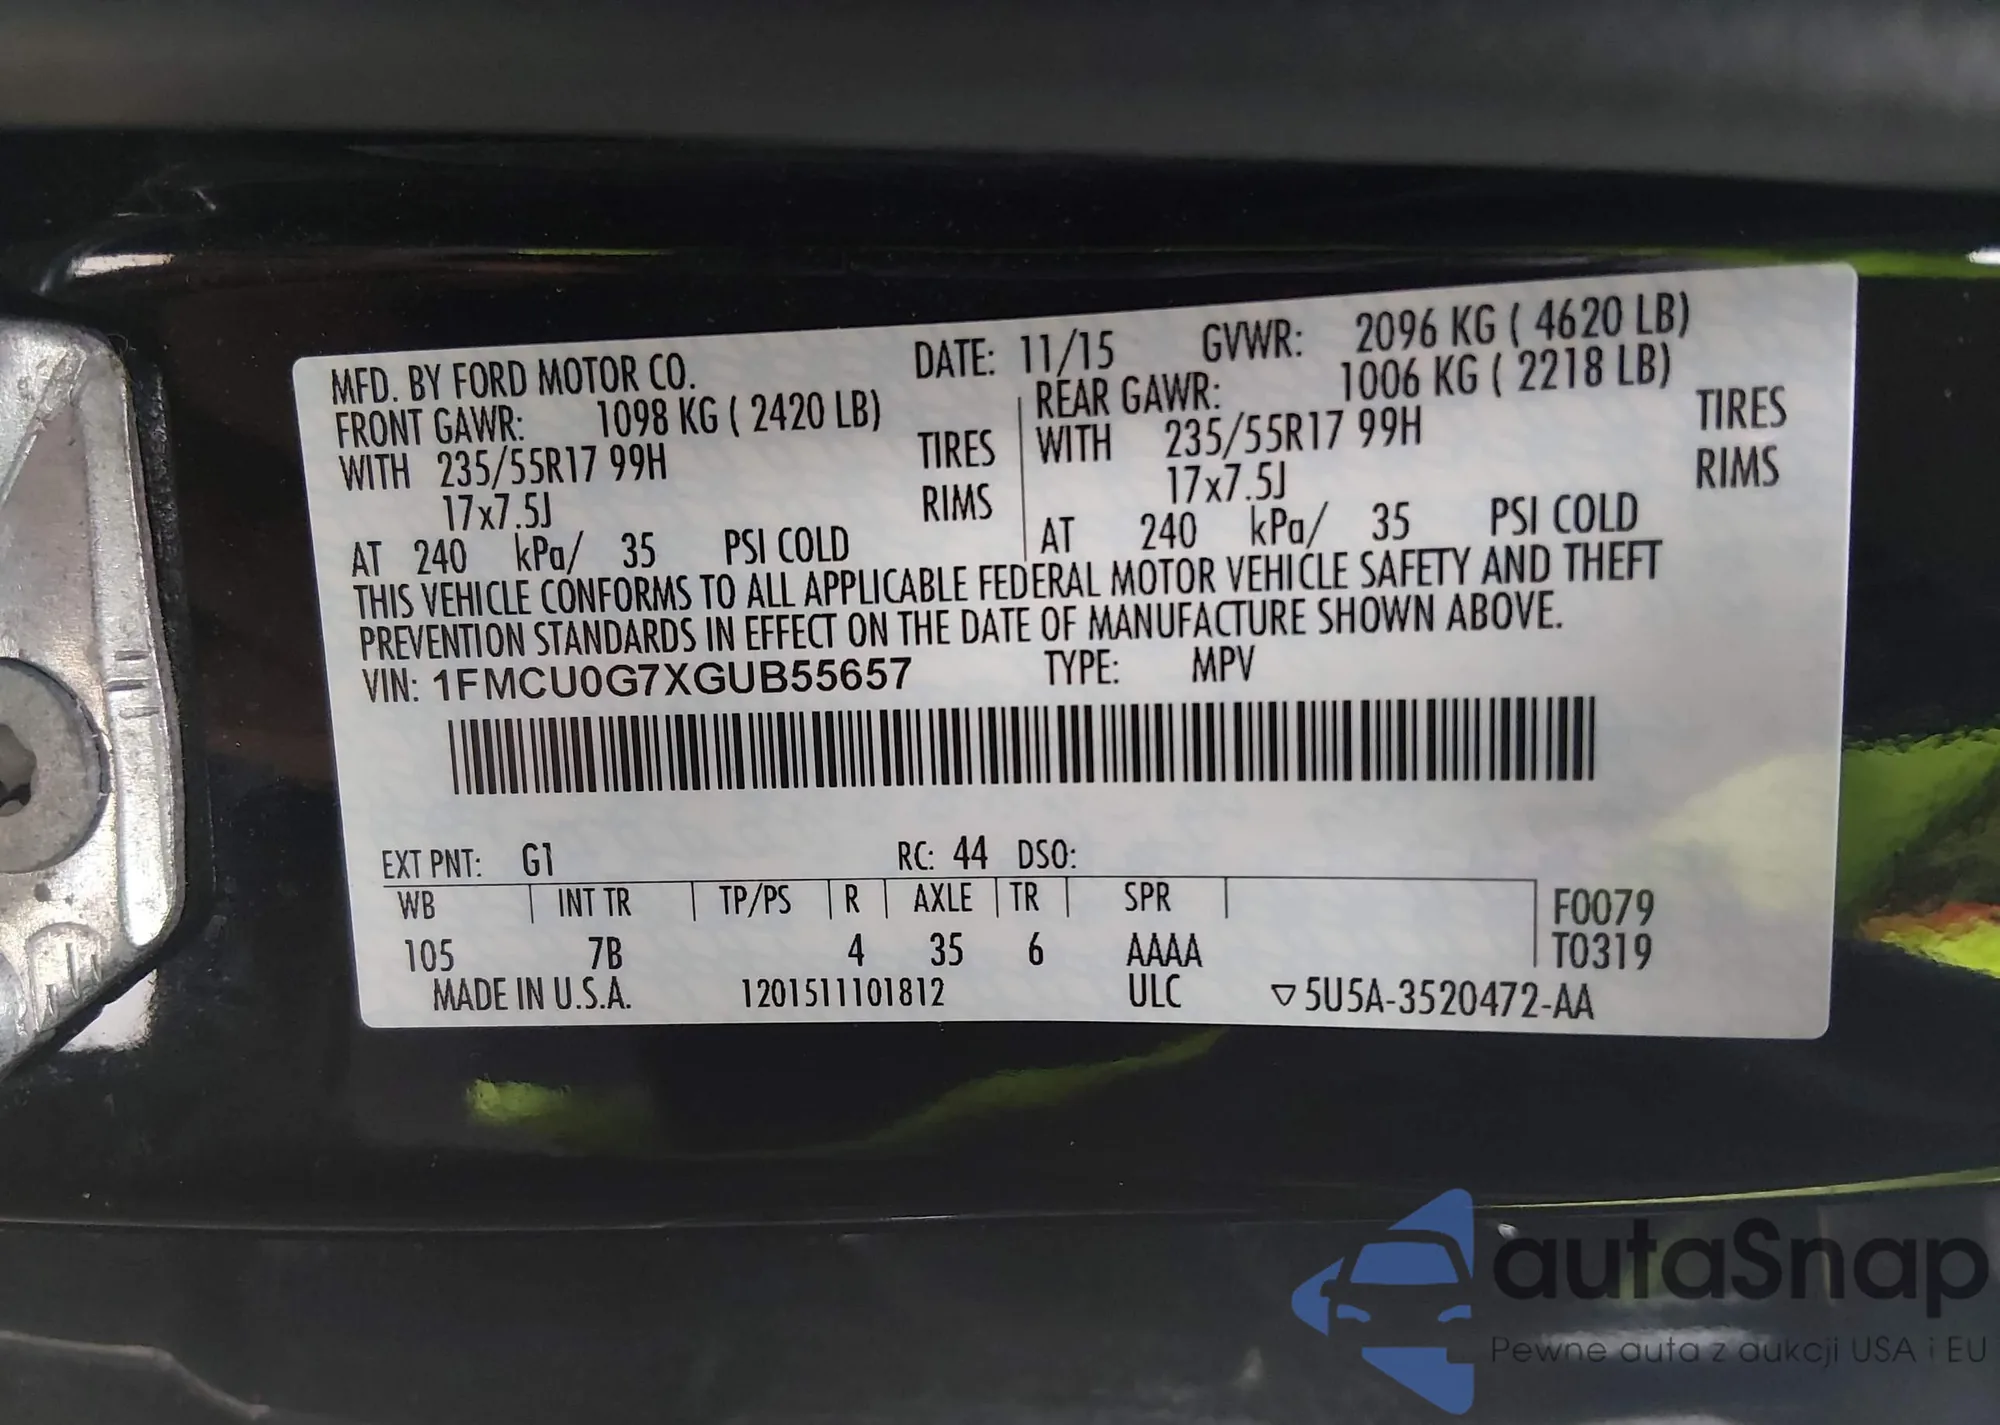 MFD. BY FORD MOTOR CO. DATE: 11/15 GVWR: 2096 KG ( 4620 LB)
FRONT GAWR: 1098 KG ( 2420 LB) REAR GAWR: 1006 KG ( 2218 LB)
WITH 235/55R17 99H TIRES WITH 235/55R17 99H TIRES
17x7.5J RIMS 17x7.5J RIMS
AT 240 kPa/ 35 PSI COLD AT 240 kPa/ 35 PSI COLD
THIS VEHICLE CONFORMS TO ALL APPLICABLE FEDERAL MOTOR VEHICLE SAFETY AND THEFT
PREVENTION STANDARDS IN EFFECT ON THE DATE OF MANUFACTURE SHOWN ABOVE.
VIN: 1FMCU0G7XGUB55657 TYPE: MPV
EXT PNT: G1 RC: 44 DSO:
WB INT TR TP/PS R AXLE TR SPR F0079
105 7B 4 35 6 AAAA T0319
MADE IN U.S.A. 1201511101812 ULC ▽5U5A-3520472-AA
autaSnap
Pewne auta z aukcji USA i EU